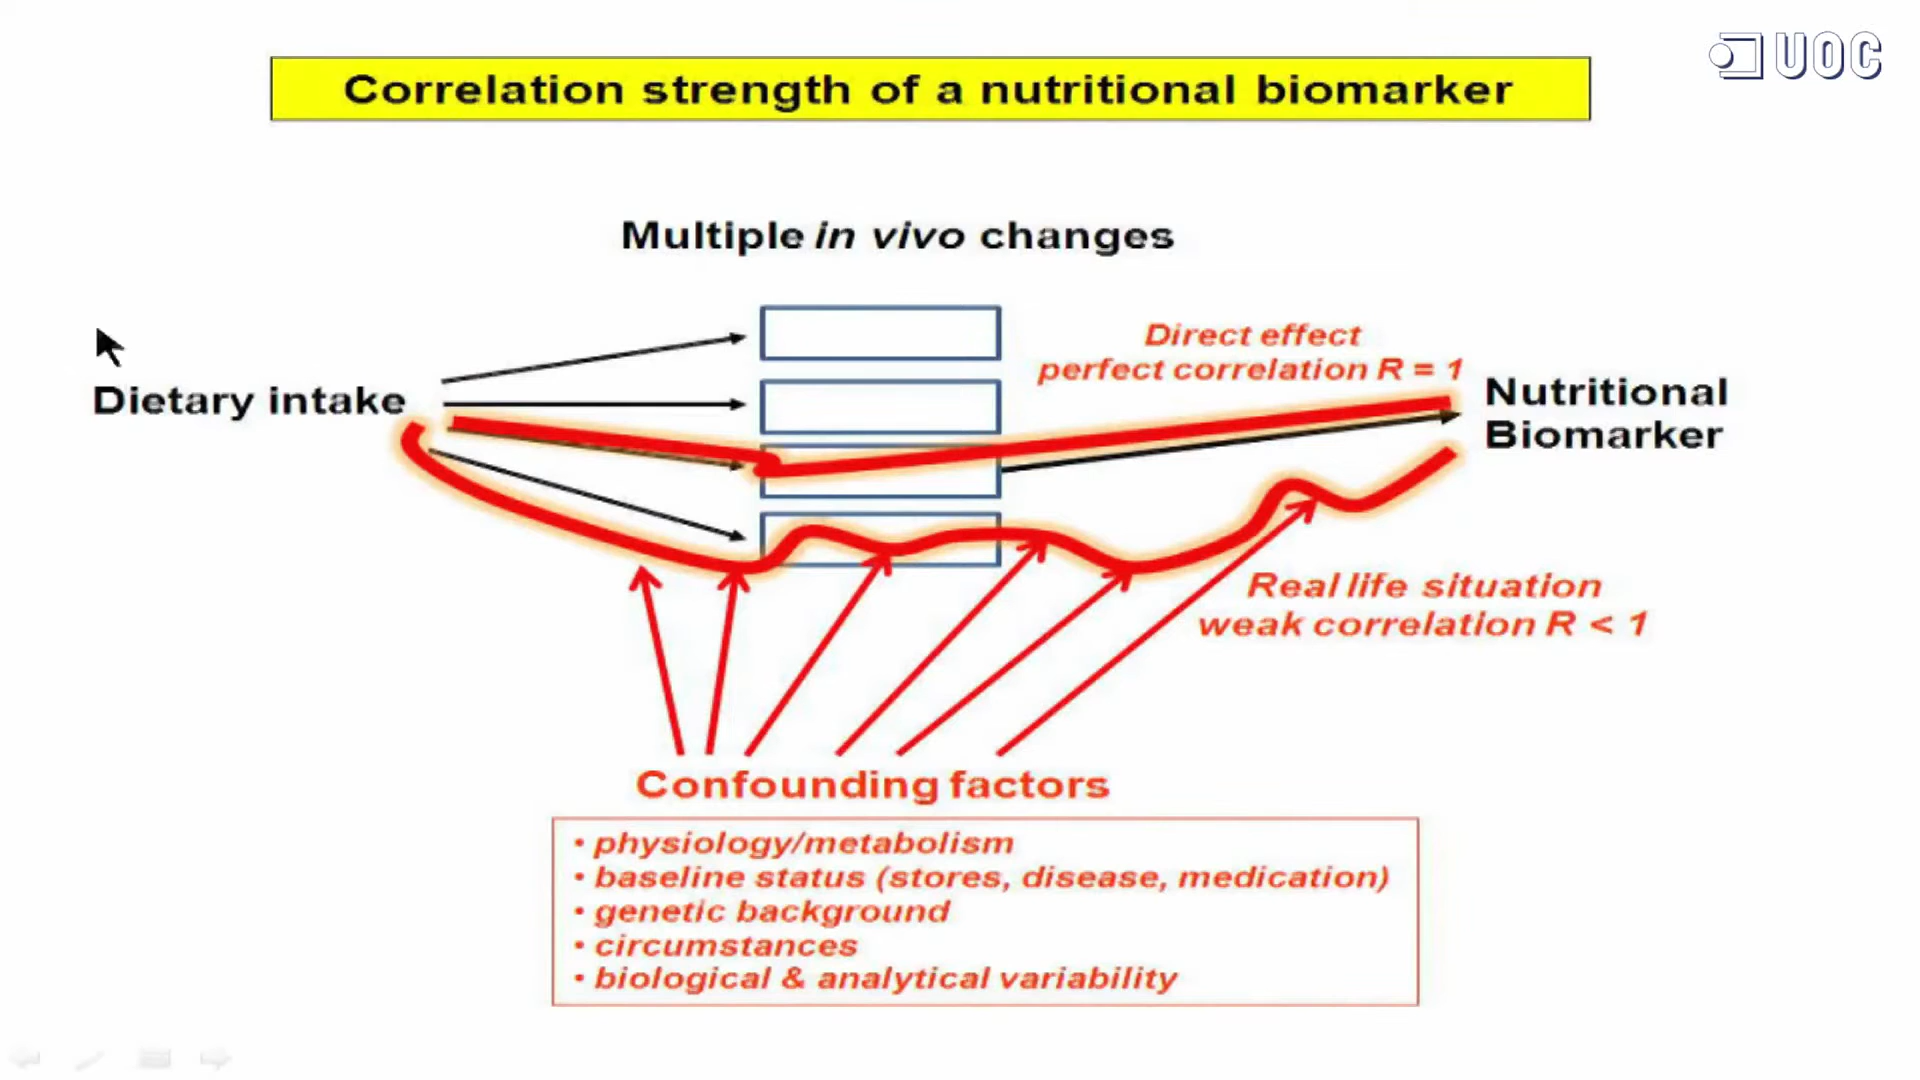 UOC
Correlation strength of a nutritional biomarker
Multiple in vivo changes
Direct effect
perfect correlation R = 1
Dietary intake
Nutritional
Biomarker
Real life situation
weak correlation R < 1
Confounding factors
• physiology/metabolism
• baseline status (stores, disease, medication)
• genetic background
• circumstances
• biological & analytical variability